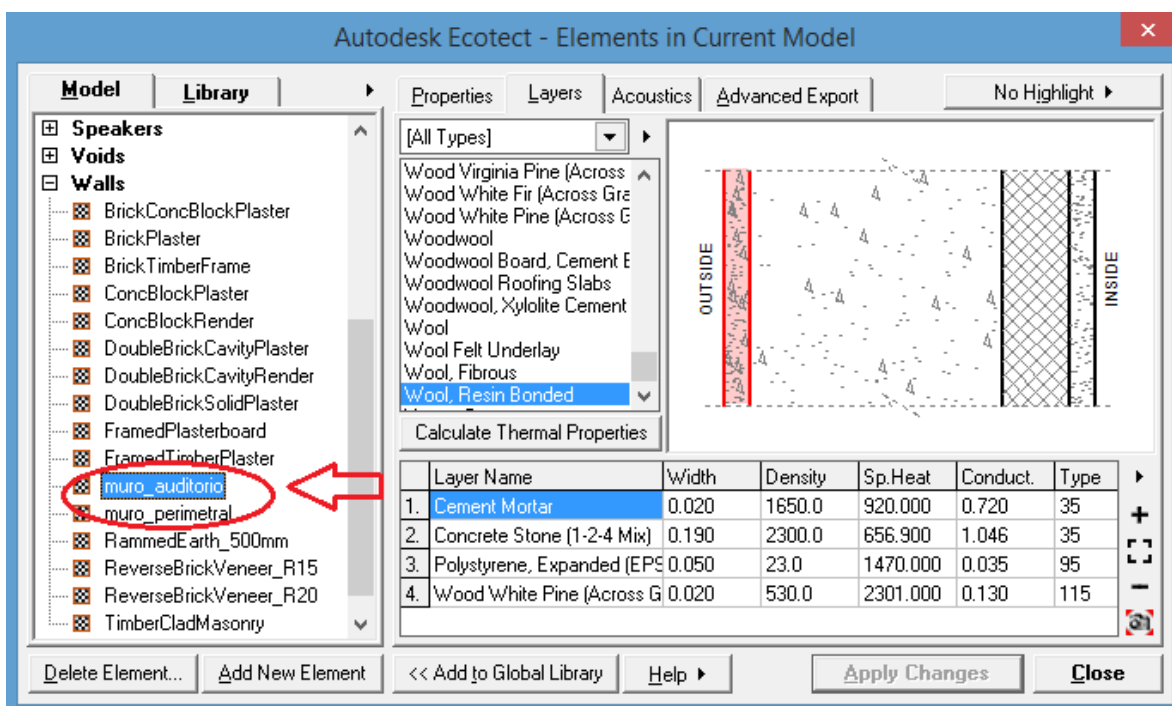 Autodesk Ecotect - Elements in Current Model
Model Library
Speakers
Voids
Walls
BrickConcBlockPlaster
BrickPlaster
BrickTimberFrame
ConcBlockPlaster
ConcBlockRender
DoubleBrickCavityPlaster
DoubleBrickCavityRender
DoubleBrickSolidPlaster
FramedPlasterboard
FramedTimberPlaster
muro_auditorio
muro_perimetral
RammedEarth_500mm
ReverseBrickVeneer_R15
ReverseBrickVeneer_R20
TimberCladMasonry
Delete Element... Add New Element
Properties Layers Acoustics Advanced Export No Highlight
[All Types]
Wood Virginia Pine (Across
Wood White Fir (Across Gra
Wood White Pine (Across G
Woodwool
Woodwool Board, Cement B
Woodwool Roofing Slabs
Woodwool, Xylolite Cement
Wool
Wool Felt Underlay
Wool, Fibrous
Wool, Resin Bonded
Calculate Thermal Properties
OUTSIDE
INSIDE
Layer Name Width Density Sp.Heat Conduct. Type
1. Cement Mortar 0.020 1650.0 920.000 0.720 35
2. Concrete Stone (1-2-4 Mix) 0.190 2300.0 656.900 1.046 35
3. Polystyrene, Expanded (EPS 0.050 23.0 1470.000 0.035 95
4. Wood White Pine (Across G 0.020 530.0 2301.000 0.130 115
<< Add to Global Library Help Apply Changes Close